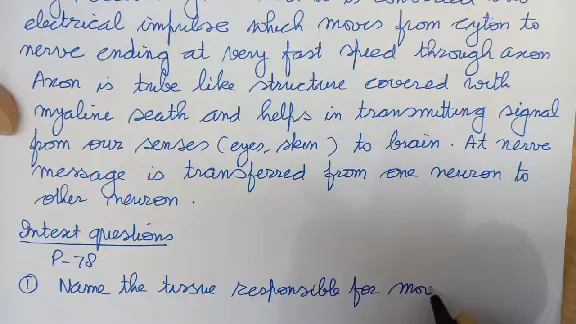 electrical impulse which moves from cyton to
nerve ending at very fast speed through axon
Axon is tube like structure covered with
myaline seath and helps in transmitting signal
from our senses (eyes, skin) to brain. At nerve
message is transferred from one neuron to
other neuron.
Intext questions
P-78
① Name the tissue responsible for mov